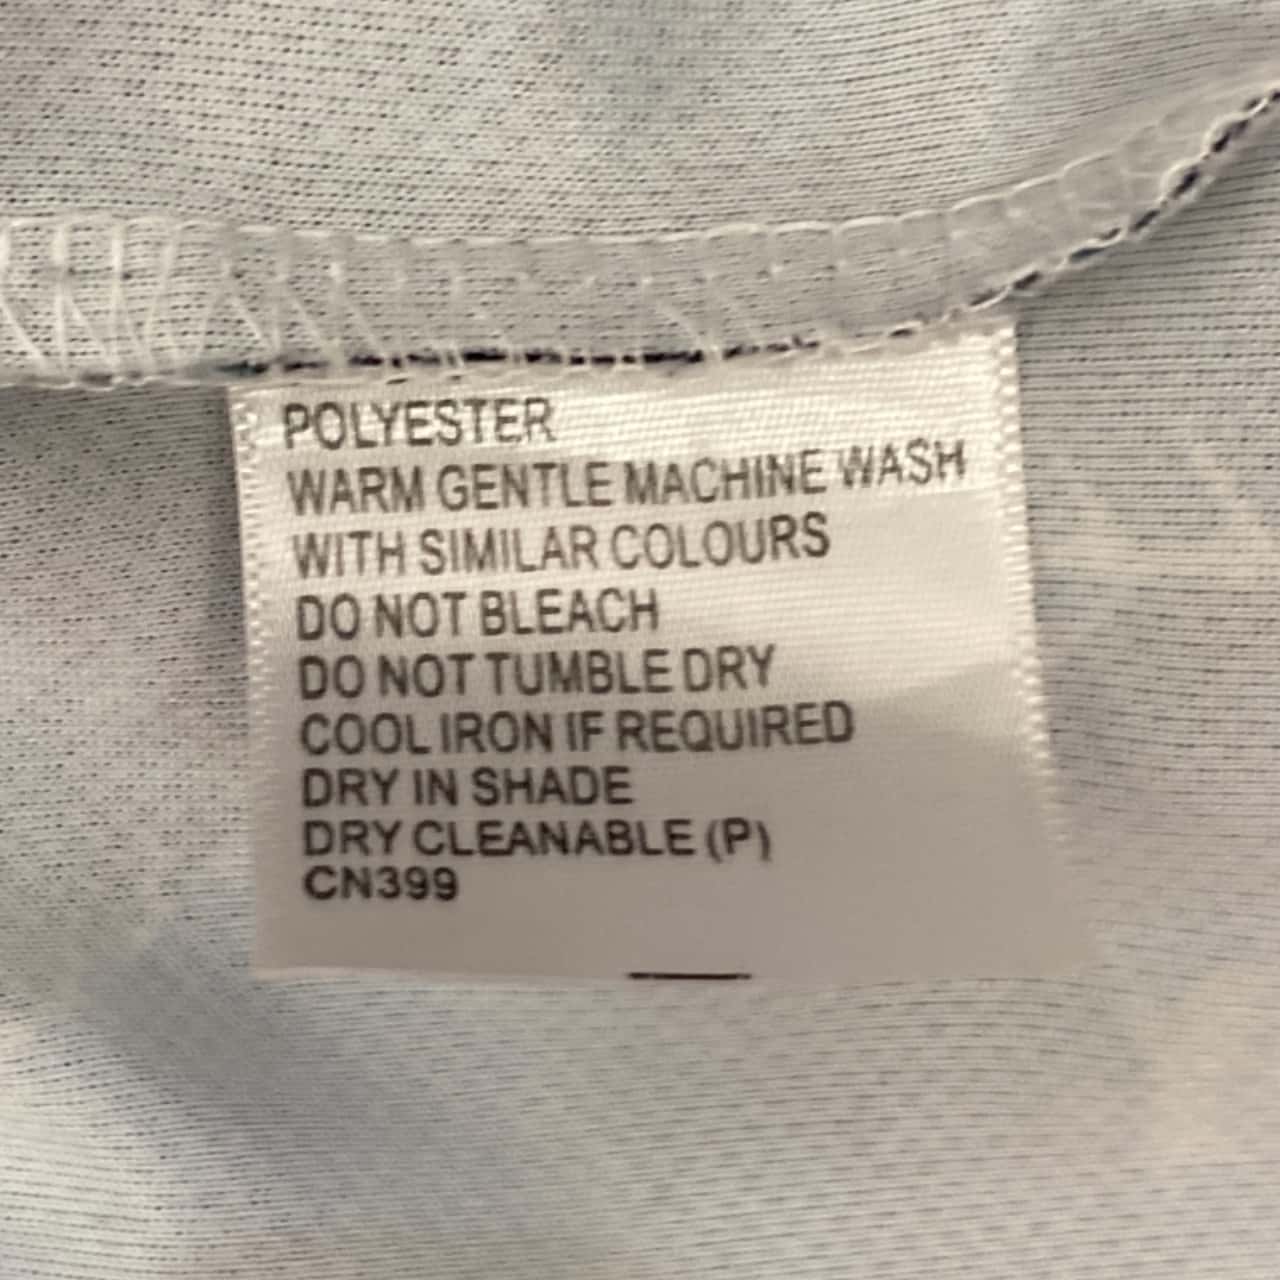 POLYESTER
WARM GENTLE MACHINE WASH
WITH SIMILAR COLOURS
DO NOT BLEACH
DO NOT TUMBLE DRY
COOL IRON IF REQUIRED
DRY IN SHADE
DRY CLEANABLE (P)
CN399